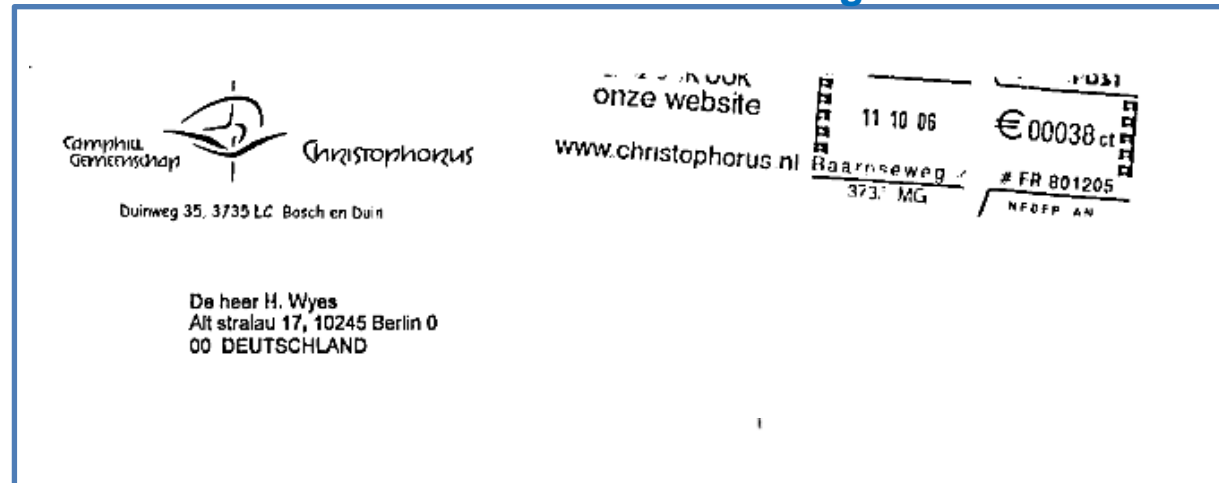 Camphill
Gemeenschap
Christophorus
Duinweg 35, 3735 LC Bosch en Duin
onze website
www.christophorus.nl
11 10 06
€00038 ct
Baarnseweg
MG
# FR 801205
De heer H. Wyes
Alt stralau 17, 10245 Berlin 0
00 DEUTSCHLAND